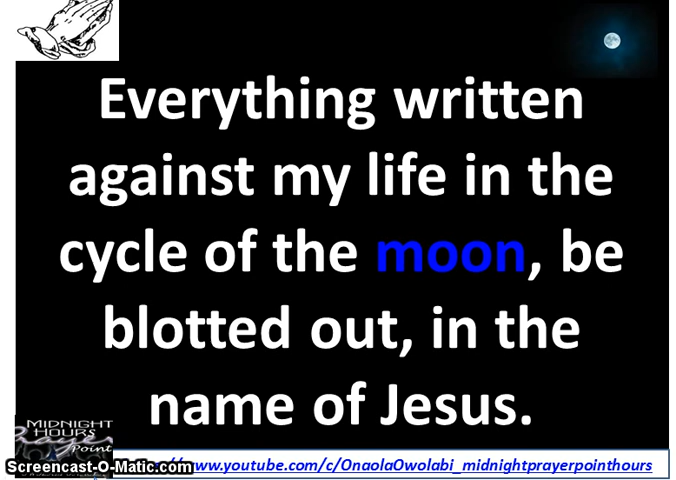 Everything written
against my life in the
cycle of the moon, be
blotted out, in the
name of Jesus.
MIDNIGHT
HOURS
Prayer
Point
Screencast-O-Matic.com
www.youtube.com/c/OnaolaOwolabi_midnightprayerpointhours